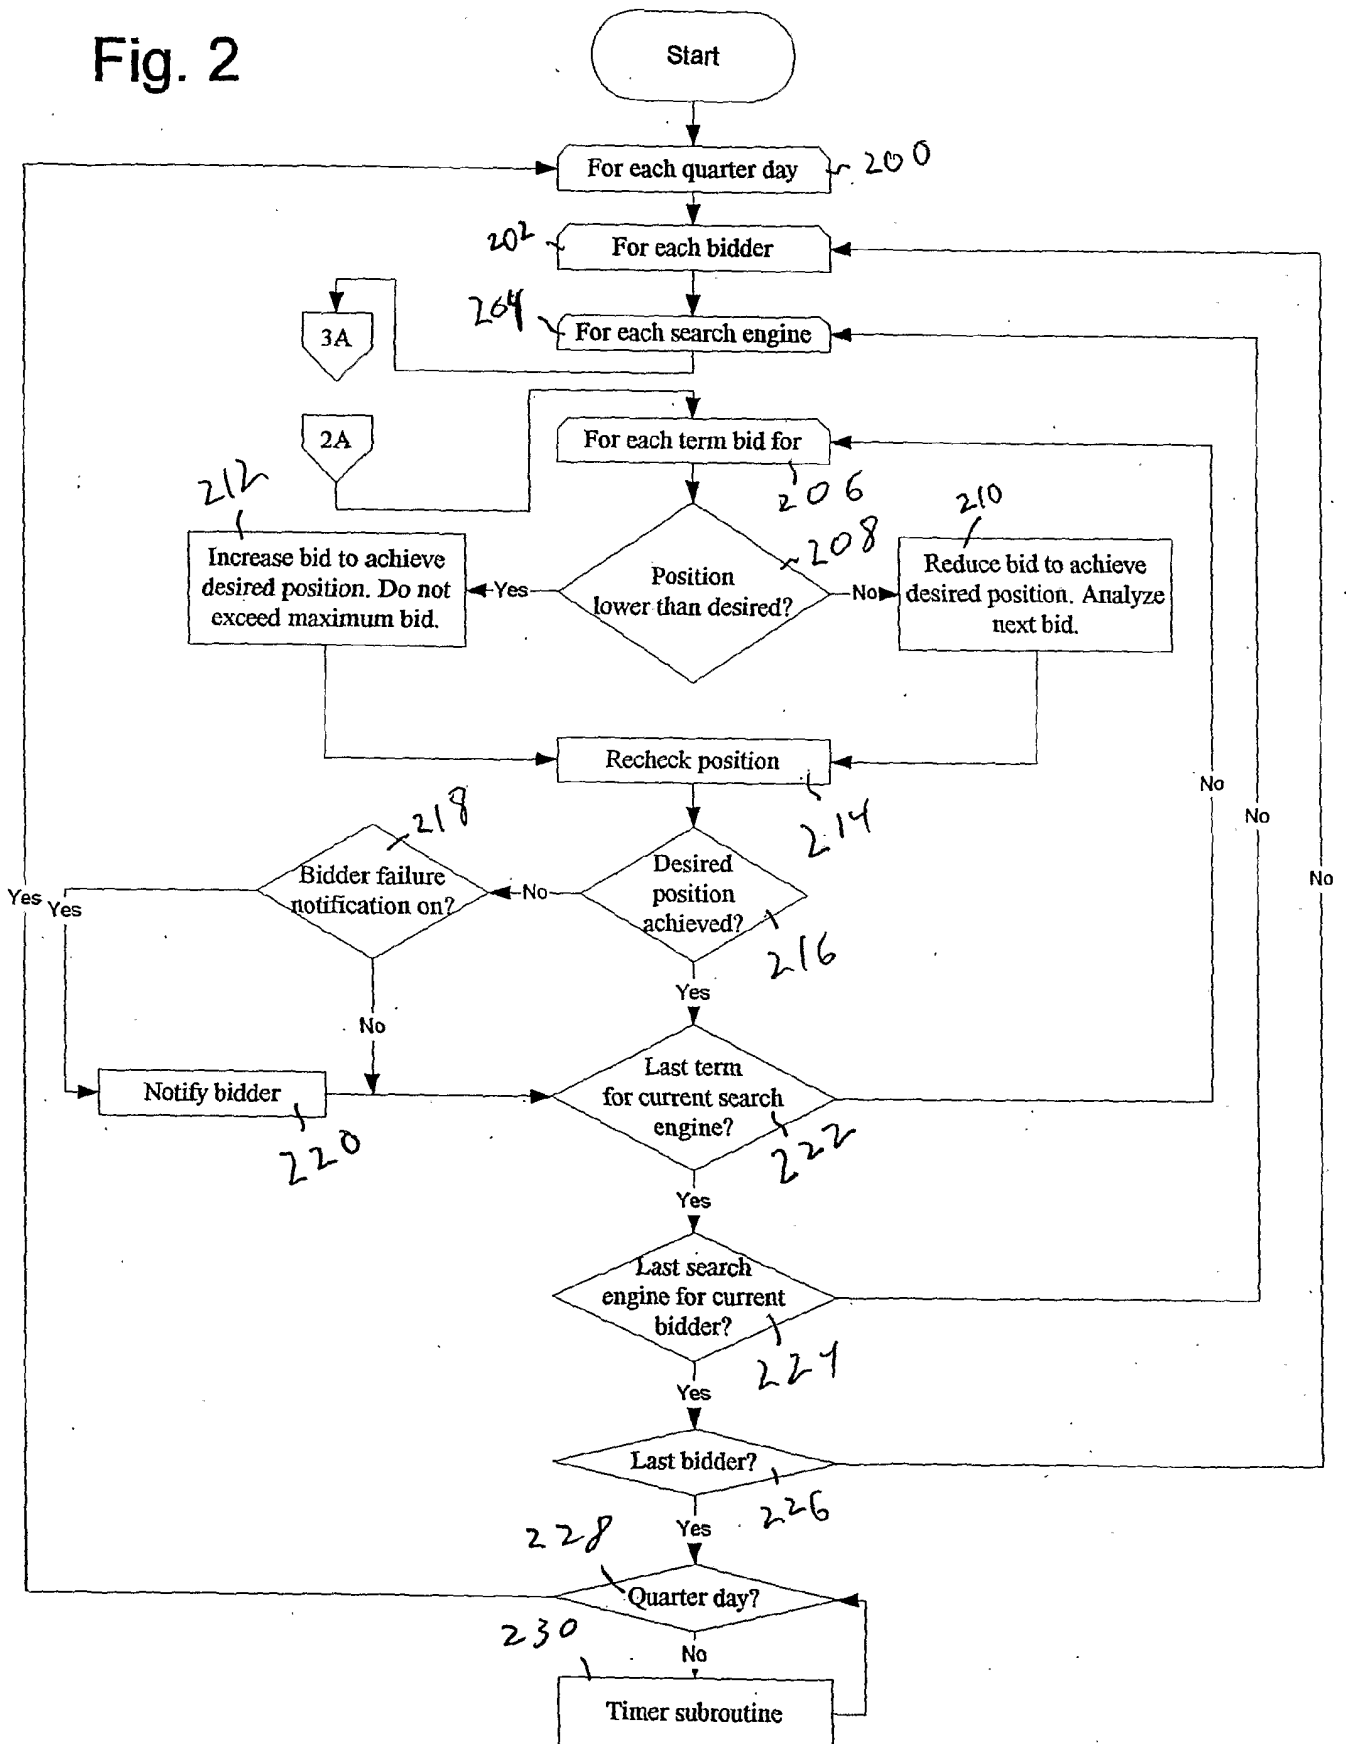 Fig. 2
Start
For each quarter day
200
202
For each bidder
204
For each search engine
3A
2A
For each term bid for
206
212
Increase bid to achieve
desired position. Do not
exceed maximum bid.
Yes
208
Position
lower than desired?
No
210
Reduce bid to achieve
desired position. Analyze
next bid.
Recheck position
214
No
No
No
218
Bidder failure
notification on?
No
Desired
position
achieved?
216
Yes
Yes
Yes
No
Notify bidder
220
Last term
for current search
engine?
222
Yes
Last search
engine for current
bidder?
224
Yes
Last bidder?
226
Yes
228
Quarter day?
230
No
Timer subroutine